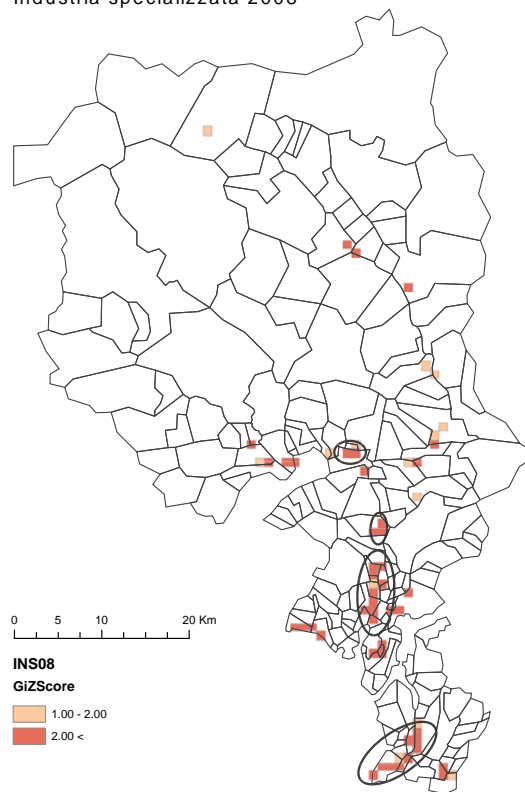 Industria specializzata 2008
0 5 10 20 Km
INS08
GiZScore
1.00 - 2.00
2.00 <